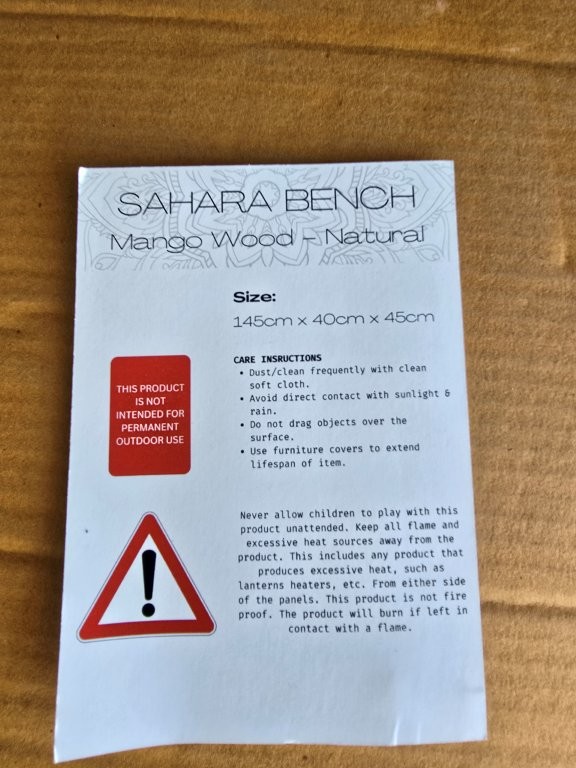 SAHARA BENCH
Mango Wood – Natural
Size:
145cm x 40cm x 45cm
CARE INSRUCTIONS
• Dust/clean frequently with clean
soft cloth.
• Avoid direct contact with sunlight &
rain.
• Do not drag objects over the
surface.
• Use furniture covers to extend
lifespan of item.
THIS PRODUCT
IS NOT
INTENDED FOR
PERMANENT
OUTDOOR USE
Never allow children to play with this
product unattended. Keep all flame and
excessive heat sources away from the
product. This includes any product that
produces excessive heat, such as
lanterns heaters, etc. From either side
of the panels. This product is not fire
proof. The product will burn if left in
contact with a flame.